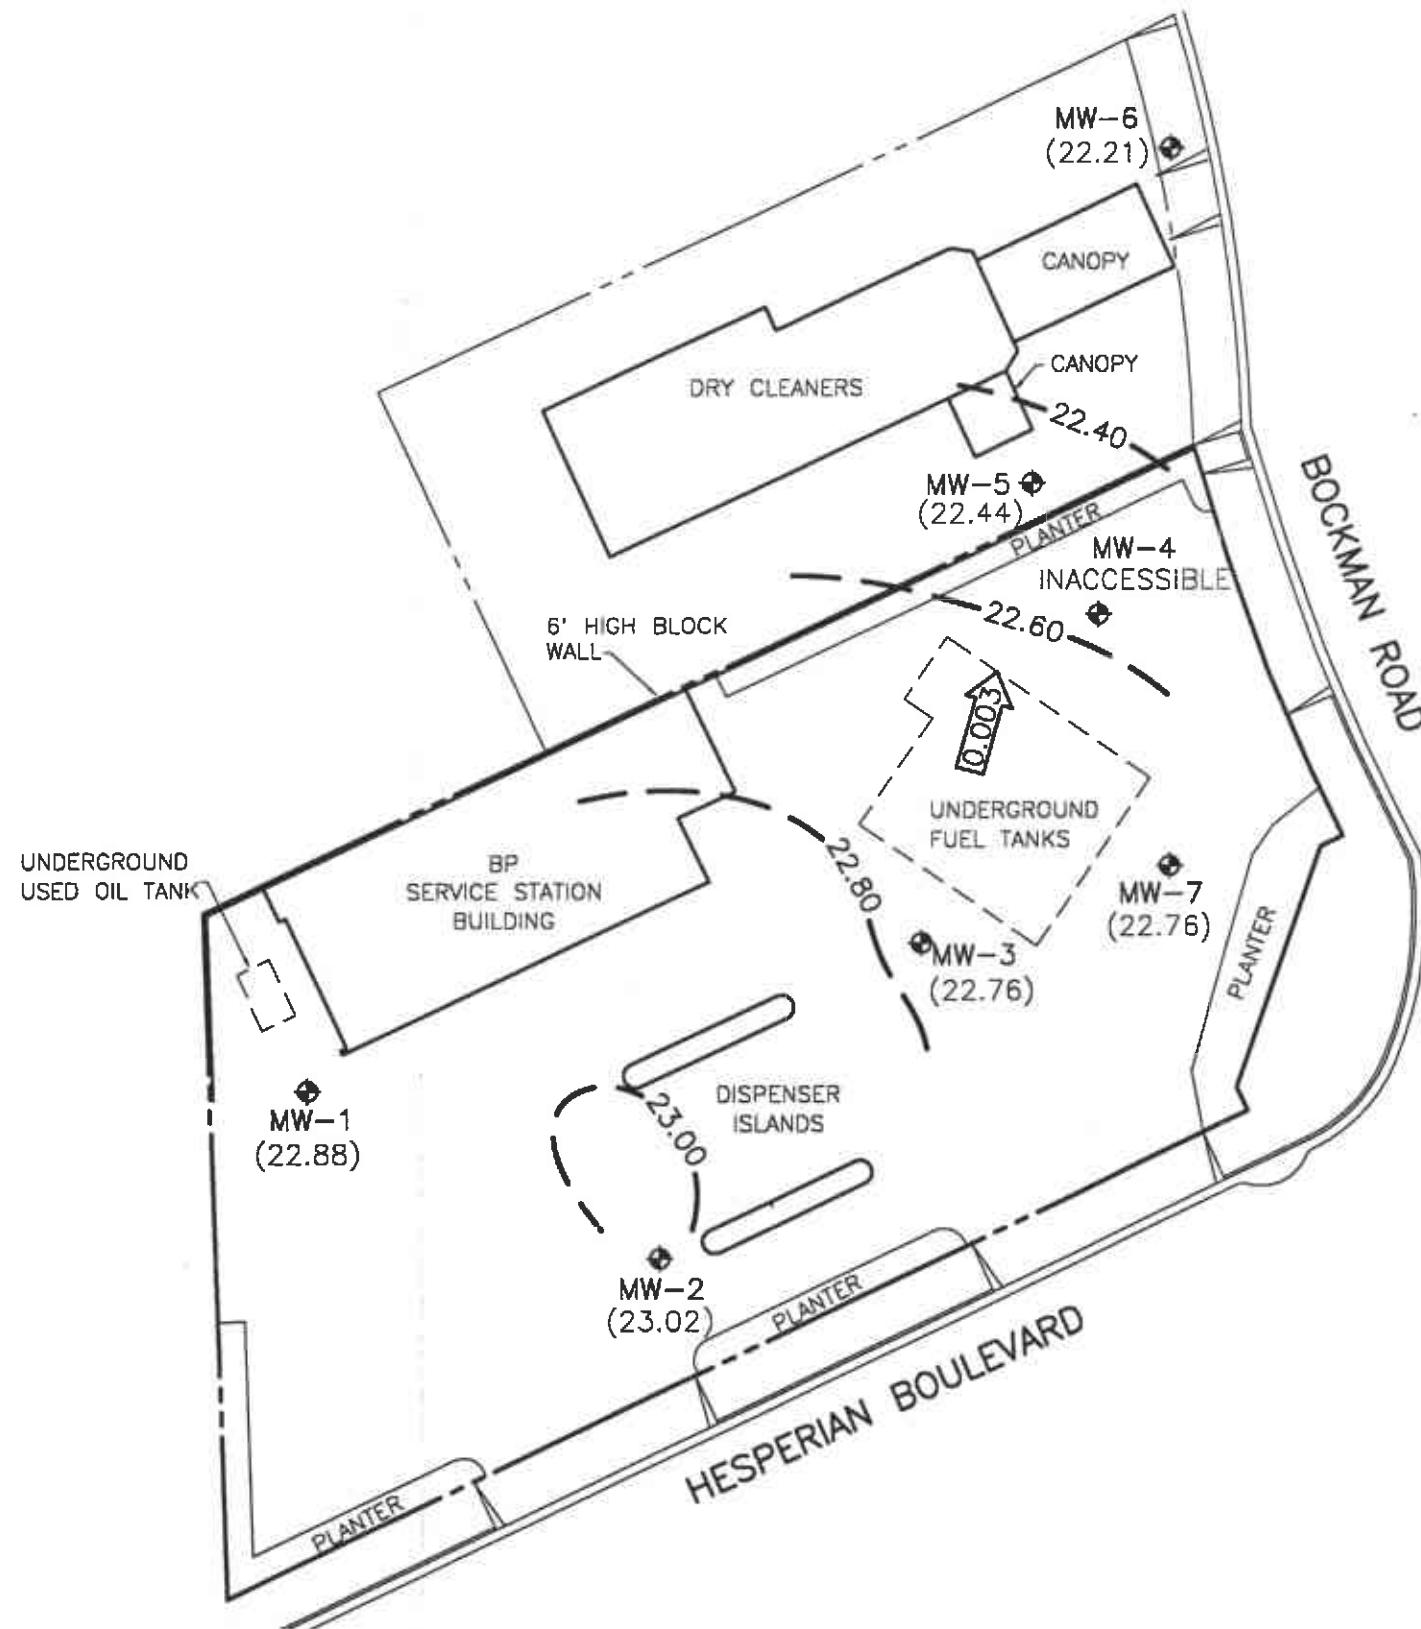 MW-6
(22.21)
CANOPY
CANOPY
DRY CLEANERS
22.40
MW-5
(22.44)
PLANTER
MW-4
INACCESSIBLE
BOCKMAN ROAD
22.60
6' HIGH BLOCK
WALL
0.003
UNDERGROUND
FUEL TANKS
22.80
UNDERGROUND
USED OIL TANK
BP
SERVICE STATION
BUILDING
MW-7
(22.76)
PLANTER
MW-3
(22.76)
DISPENSER
ISLANDS
23.00
MW-1
(22.88)
MW-2
(23.02)
PLANTER
HESPERIAN BOULEVARD
PLANTER